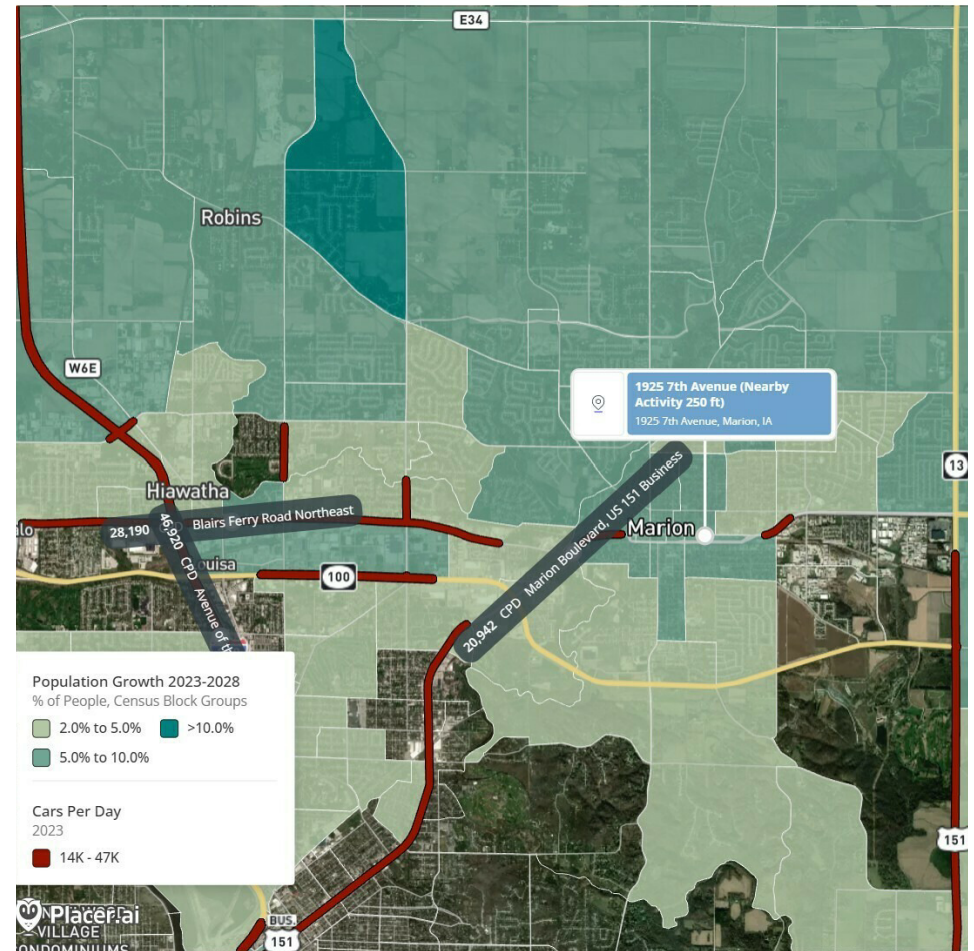 E34
Robins
W6E
1925 7th Avenue (Nearby
Activity 250 ft)
1925 7th Avenue, Marion, IA
13
Hiawatha
28,190
Blairs Ferry Road Northeast
46,920 CPD Avenue of th
ouisa
100
Marion
20,942 CPD Marion Boulevard, US 151 Business
Population Growth 2023-2028
% of People, Census Block Groups
2.0% to 5.0%
>10.0%
5.0% to 10.0%
Cars Per Day
2023
14K - 47K
151
Placer.ai
VILLAGE
CONDOMINIUMS
BUS.
151